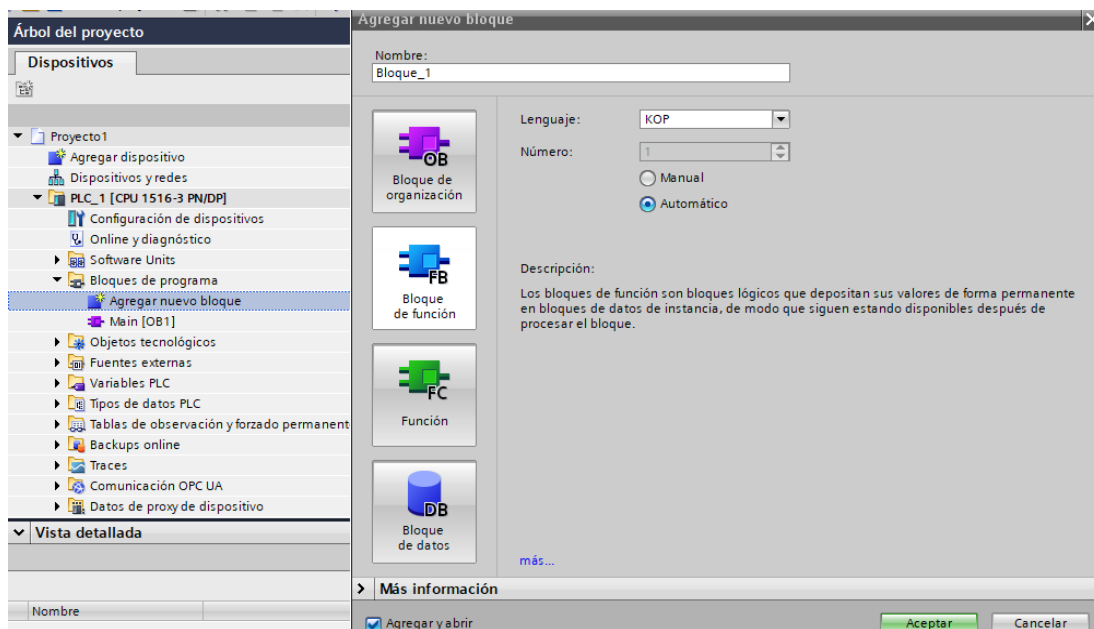 Árbol del proyecto
Dispositivos
Proyecto1
Agregar dispositivo
Dispositivos y redes
PLC_1 [CPU 1516-3 PN/DP]
Configuración de dispositivos
Online y diagnóstico
Software Units
Bloques de programa
Agregar nuevo bloque
Main [OB1]
Objetos tecnológicos
Fuentes externas
Variables PLC
Tipos de datos PLC
Tablas de observación y forzado permanent
Backups online
Traces
Comunicación OPC UA
Datos de proxy de dispositivo
Vista detallada
Nombre
Agregar nuevo bloque
Nombre:
Bloque_1
OB
Bloque de
organización
FB
Bloque
de función
FC
Función
DB
Bloque
de datos
Lenguaje:
KOP
Número:
1
Manual
Automático
Descripción:
Los bloques de función son bloques lógicos que depositan sus valores de forma permanente
en bloques de datos de instancia, de modo que siguen estando disponibles después de
procesar el bloque.
más...
Más información
Agregar y abrir
Aceptar
Cancelar